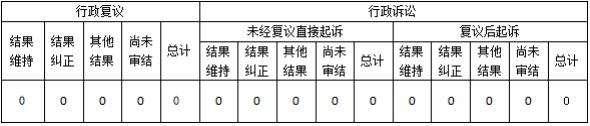 行政复议 行政诉讼
未经复议直接起诉 复议后起诉
结果维持 结果纠正 其他结果 尚未审结 总计 结果维持 结果纠正 其他结果 尚未审结 总计 结果维持 结果纠正 其他结果 尚未审结 总计
0 0 0 0 0 0 0 0 0 0 0 0 0 0 0